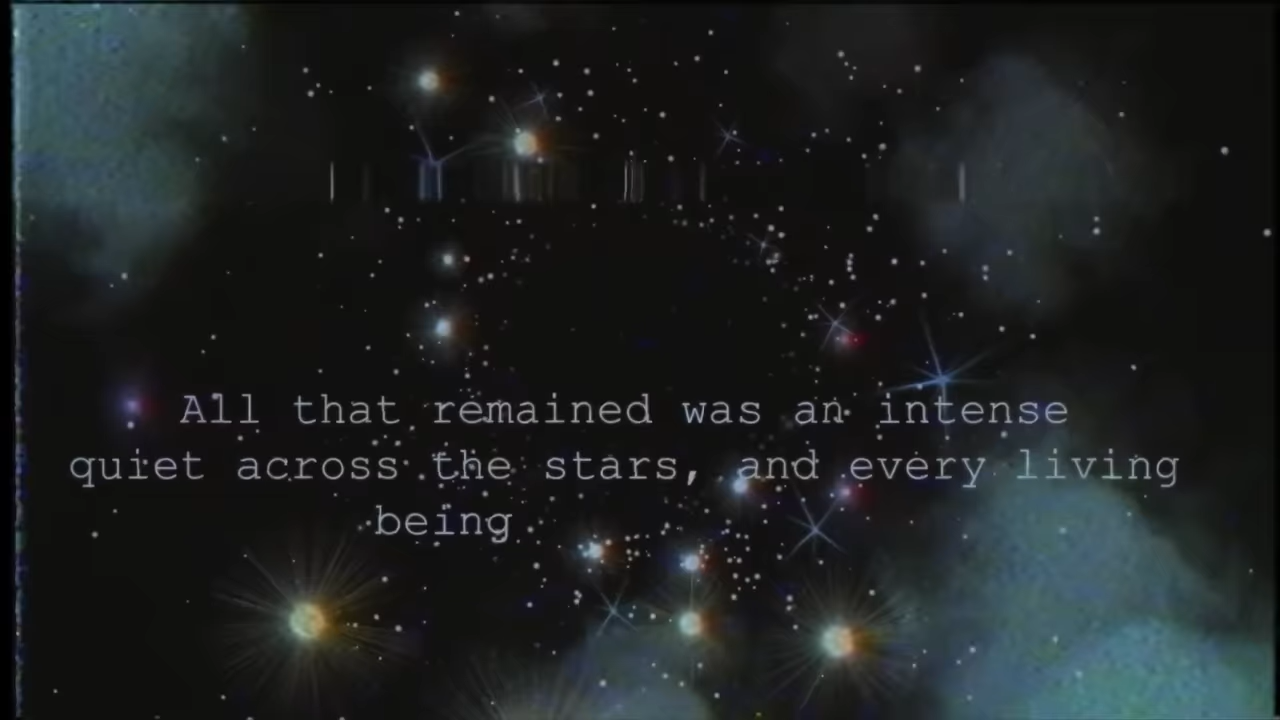 All that remained was an intense
quiet across the stars, and every living
being